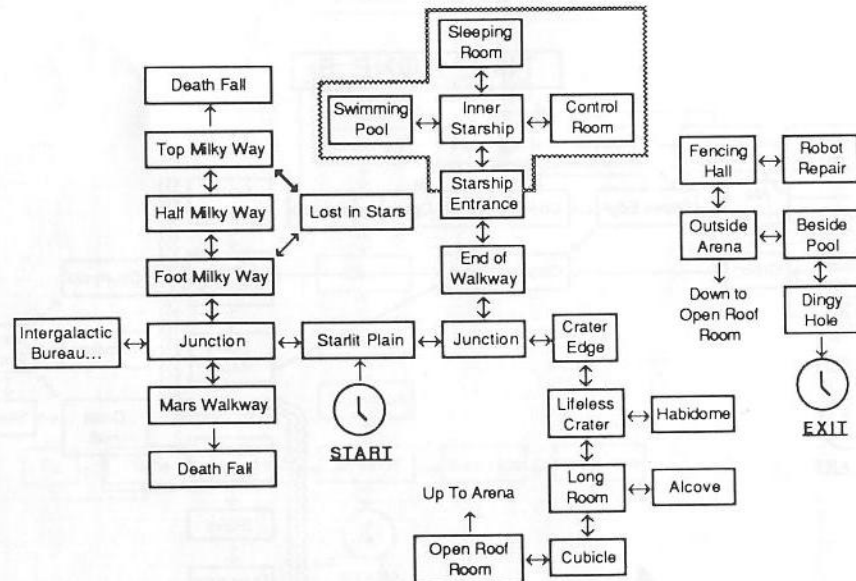 Sleeping
Room
Death Fall
Swimming
Pool
Inner
Starship
Control
Room
Top Milky Way
Fencing
Hall
Robot
Repair
Starship
Entrance
Half Milky Way
Lost in Stars
Outside
Arena
Beside
Pool
Foot Milky Way
End of
Walkway
Down to
Open Roof
Room
Dingy
Hole
Intergalactic
Bureau...
Junction
Starlit Plain
Junction
Crater
Edge
Mars Walkway
START
Lifeless
Crater
Habidome
EXIT
Death Fall
Up To Arena
Long
Room
Alcove
Open Roof
Room
Cubicle